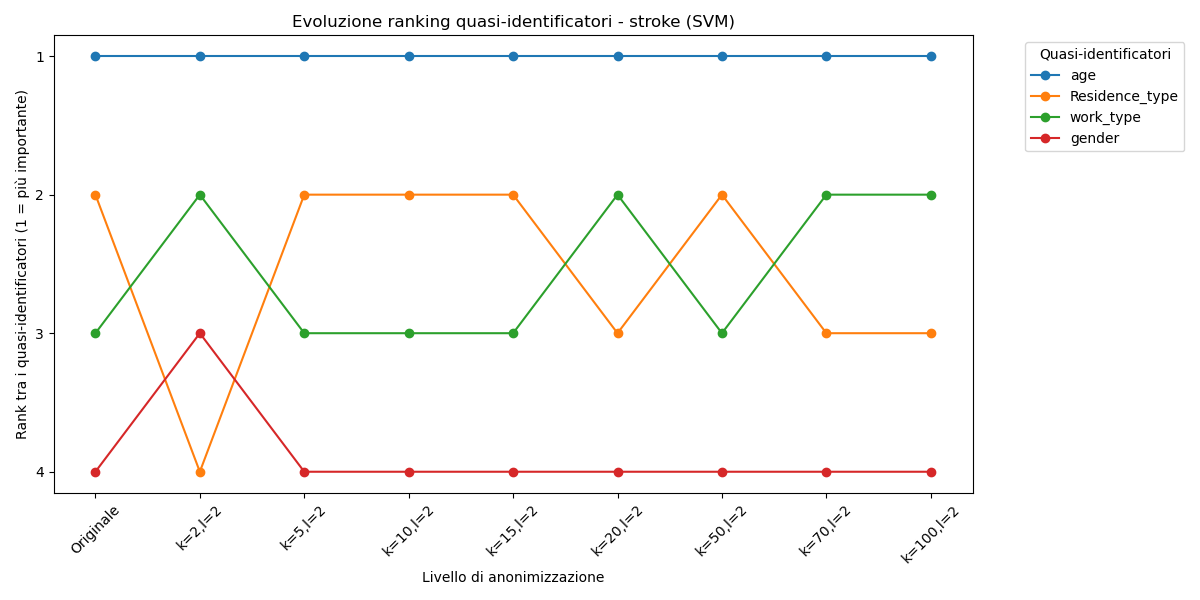 Evoluzione ranking quasi-identificatori - stroke (SVM)
Rank tra i quasi-identificatori (1 = più importante)
1
2
3
4
Originale
k=2,l=2
k=5,l=2
k=10,l=2
k=15,l=2
k=20,l=2
k=50,l=2
k=70,l=2
k=100,l=2
Livello di anonimizzazione
Quasi-identificatori
age
Residence_type
work_type
gender